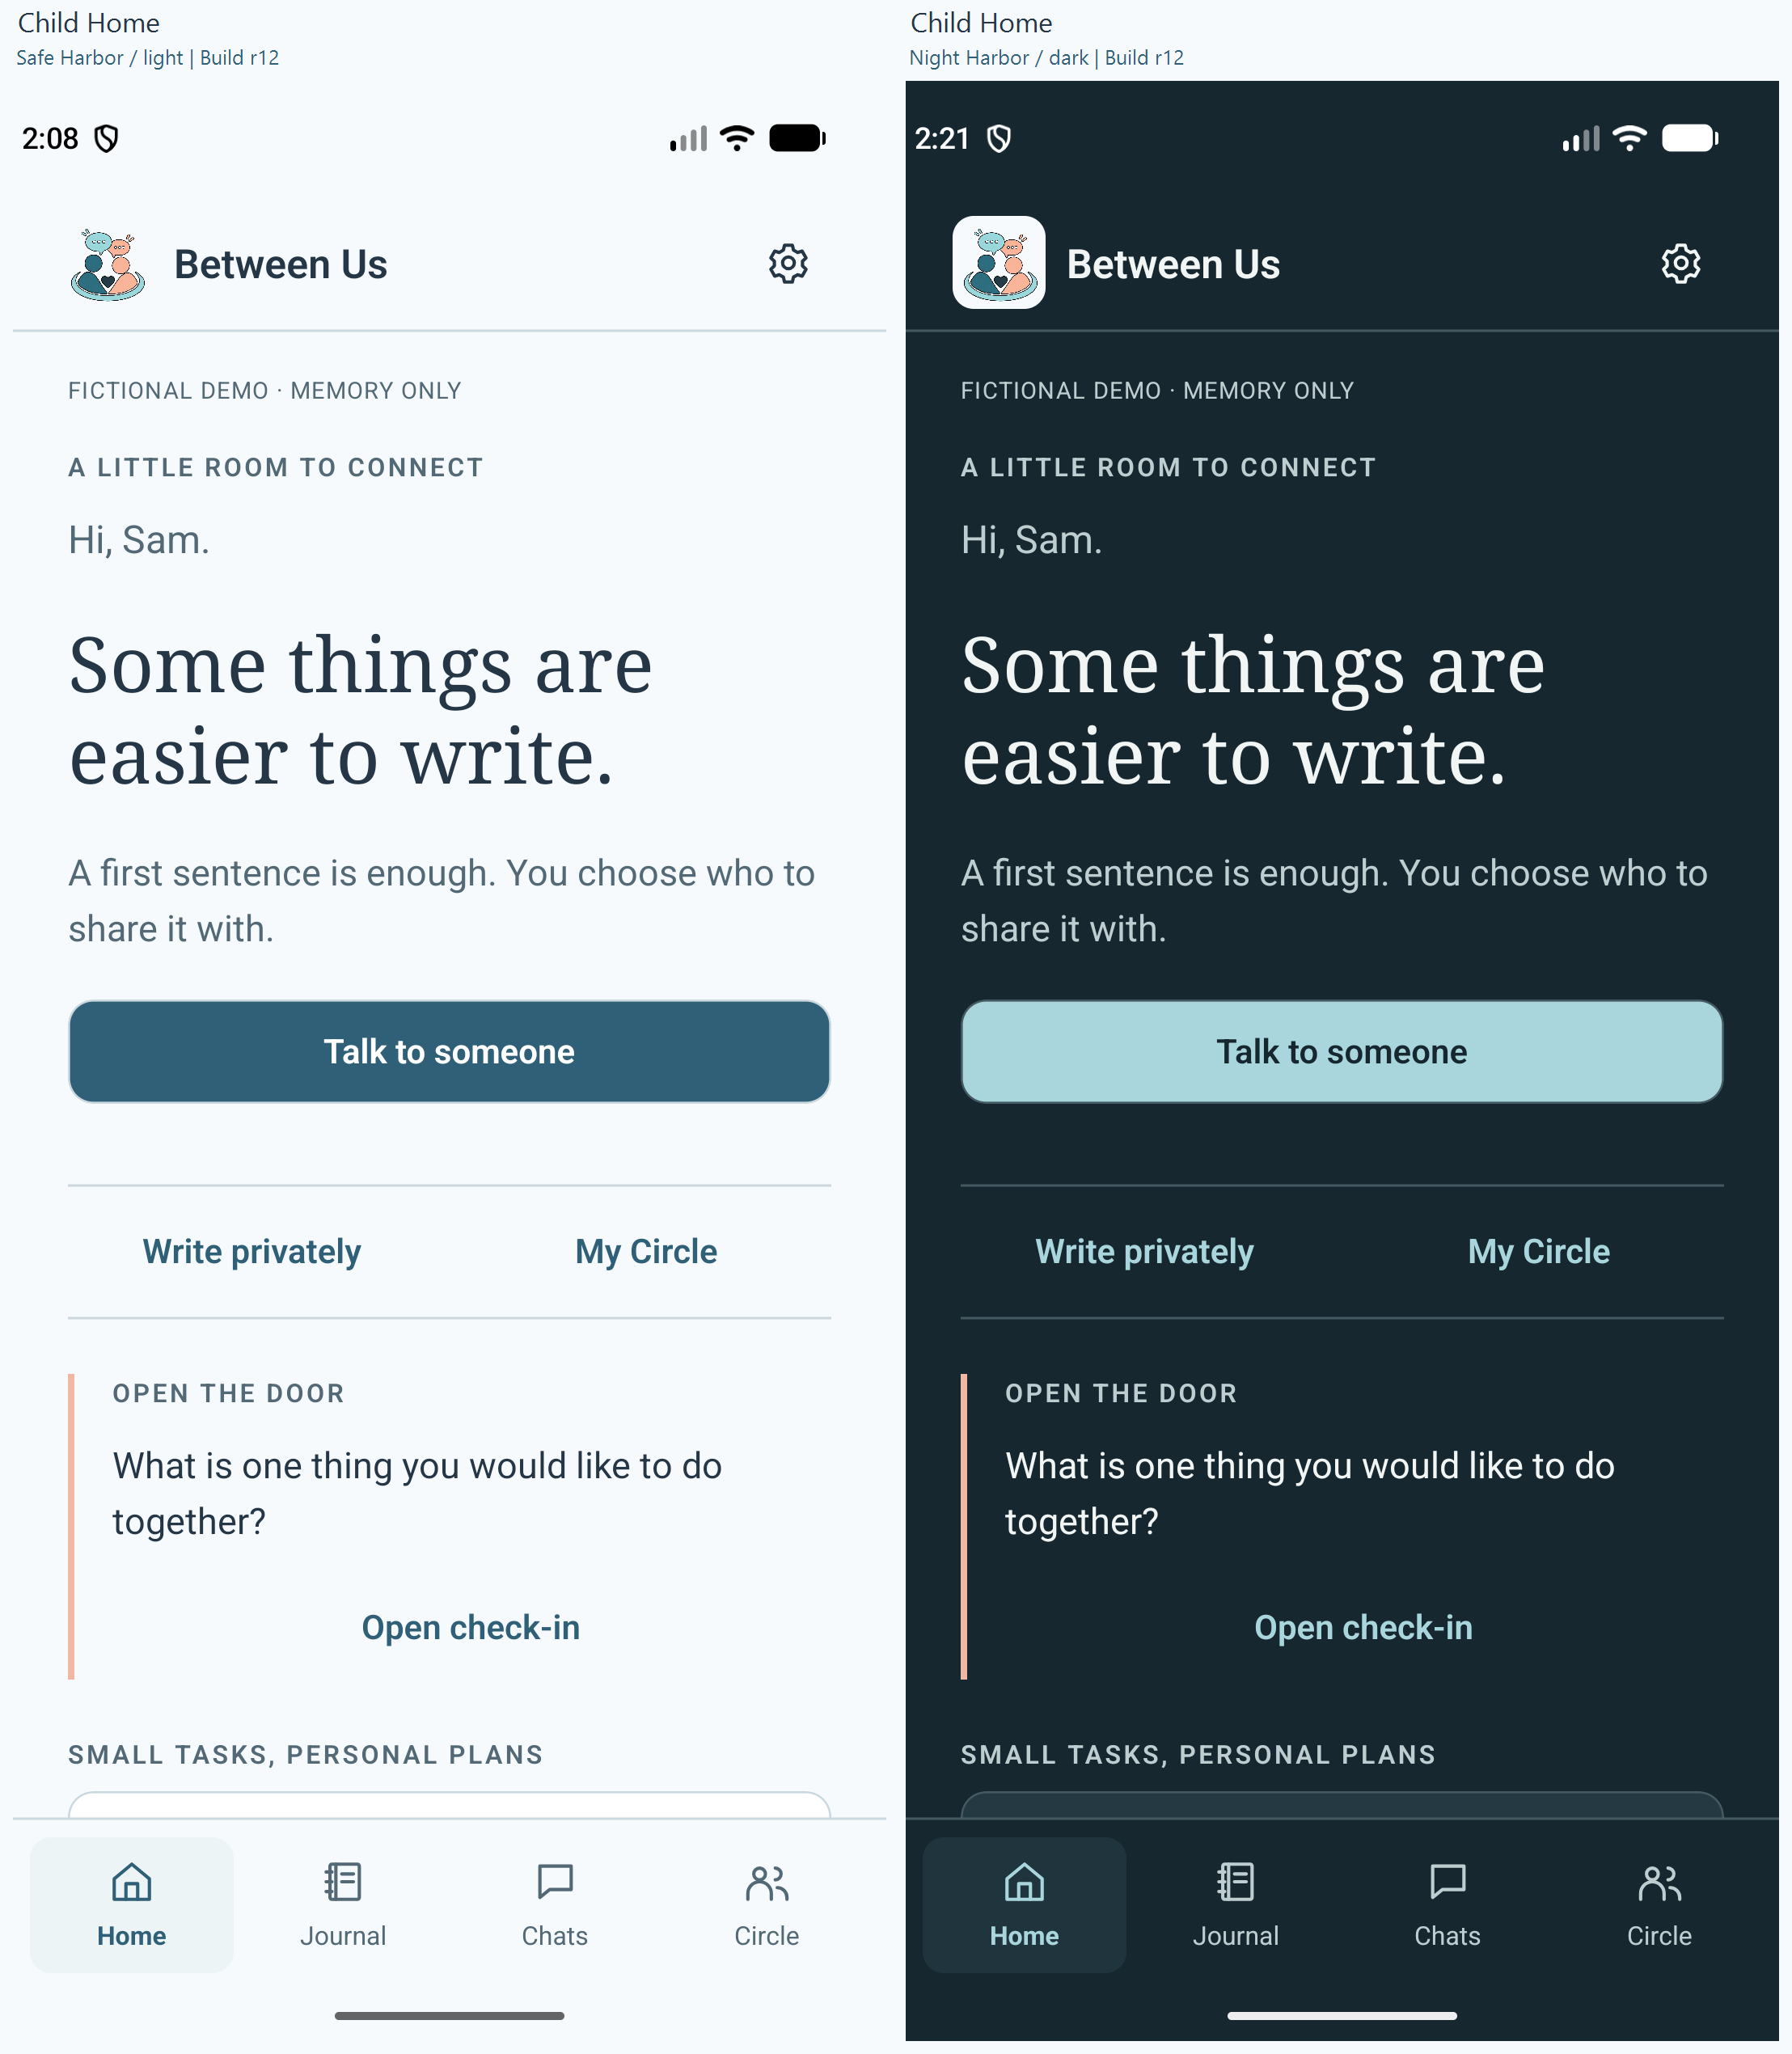 Child Home
Safe Harbor / light | Build r12
2:08
Between Us
FICTIONAL DEMO · MEMORY ONLY
A LITTLE ROOM TO CONNECT
Hi, Sam.
Some things are
easier to write.
A first sentence is enough. You choose who to
share it with.
Talk to someone
Write privately
My Circle
OPEN THE DOOR
What is one thing you would like to do
together?
Open check-in
SMALL TASKS, PERSONAL PLANS
Home
Journal
Chats
Circle
Child Home
Night Harbor / dark | Build r12
2:21
Between Us
FICTIONAL DEMO · MEMORY ONLY
A LITTLE ROOM TO CONNECT
Hi, Sam.
Some things are
easier to write.
A first sentence is enough. You choose who to
share it with.
Talk to someone
Write privately
My Circle
OPEN THE DOOR
What is one thing you would like to do
together?
Open check-in
SMALL TASKS, PERSONAL PLANS
Home
Journal
Chats
Circle